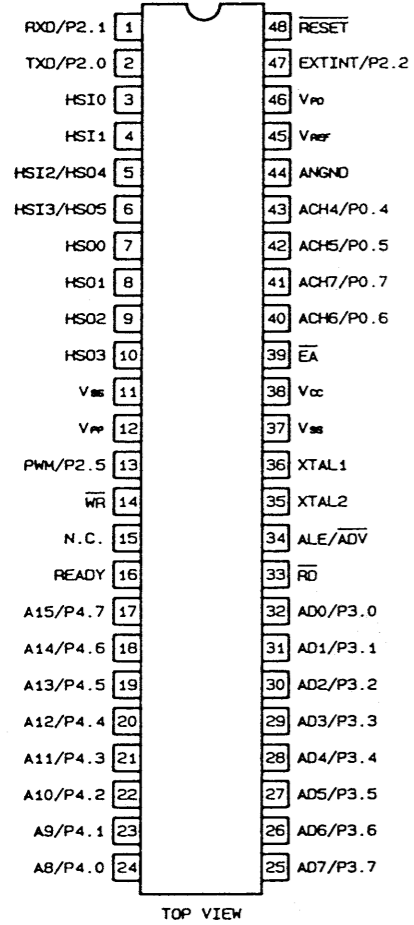 RXD/P2.1 1 48 RESET
TXD/P2.0 2 47 EXTINT/P2.2
HSI0 3 46 VPD
HSI1 4 45 VREF
HSI2/HSO4 5 44 ANGND
HSI3/HSO5 6 43 ACH4/P0.4
HSO0 7 42 ACH5/P0.5
HSO1 8 41 ACH7/P0.7
HSO2 9 40 ACH6/P0.6
HSO3 10 39 EA
VSS 11 38 VCC
VPP 12 37 VSS
PWM/P2.5 13 36 XTAL1
WR 14 35 XTAL2
N.C. 15 34 ALE/ADV
READY 16 33 RD
A15/P4.7 17 32 AD0/P3.0
A14/P4.6 18 31 AD1/P3.1
A13/P4.5 19 30 AD2/P3.2
A12/P4.4 20 29 AD3/P3.3
A11/P4.3 21 28 AD4/P3.4
A10/P4.2 22 27 AD5/P3.5
A9/P4.1 23 26 AD6/P3.6
A8/P4.0 24 25 AD7/P3.7
TOP VIEW